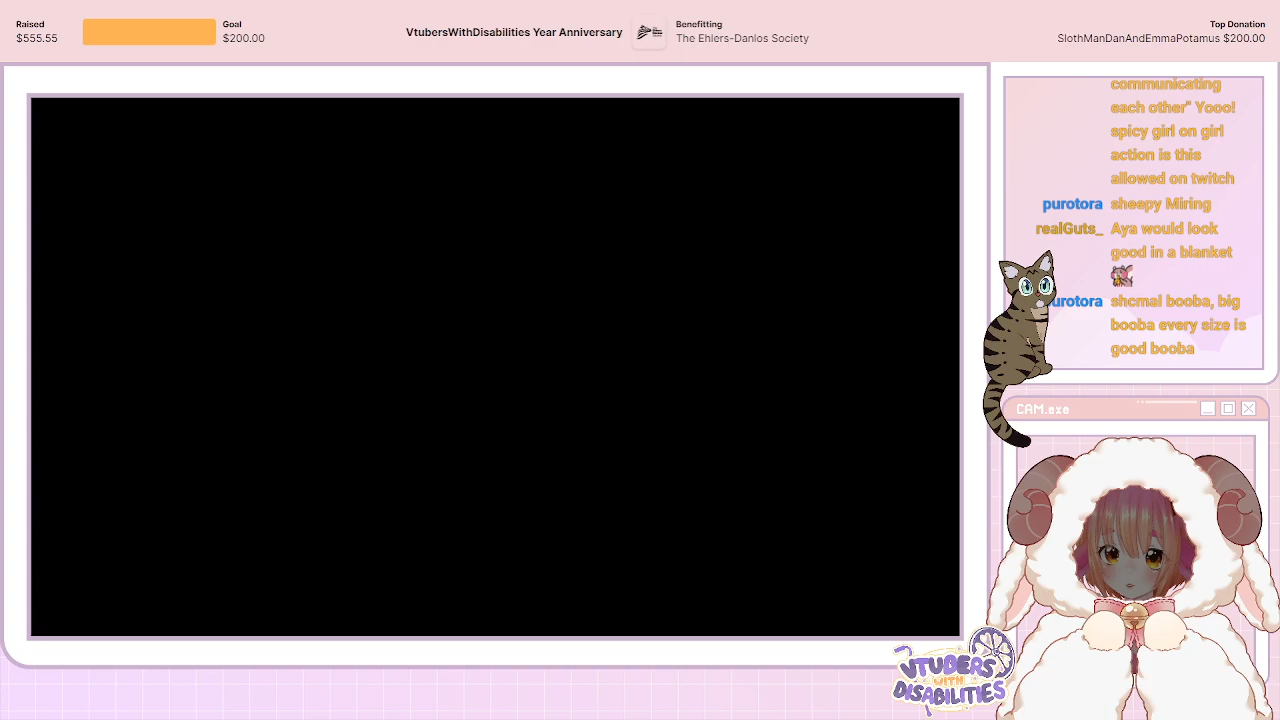 Raised
$555.55
Goal
$200.00
VtubersWithDisabilities Year Anniversary
Benefitting
The Ehlers-Danlos Society
Top Donation
SlothManDanAndEmmaPotamus $200.00
communicating
each other" Yooo!
spicy girl on girl
action is this
allowed on twitch
purotora sheepy Miring
realGuts_ Aya would look
good in a blanket
urotora shcmal booba, big
booba every size is
good booba
CAM.exe
VTUBERS
WITH
DISABILITIES